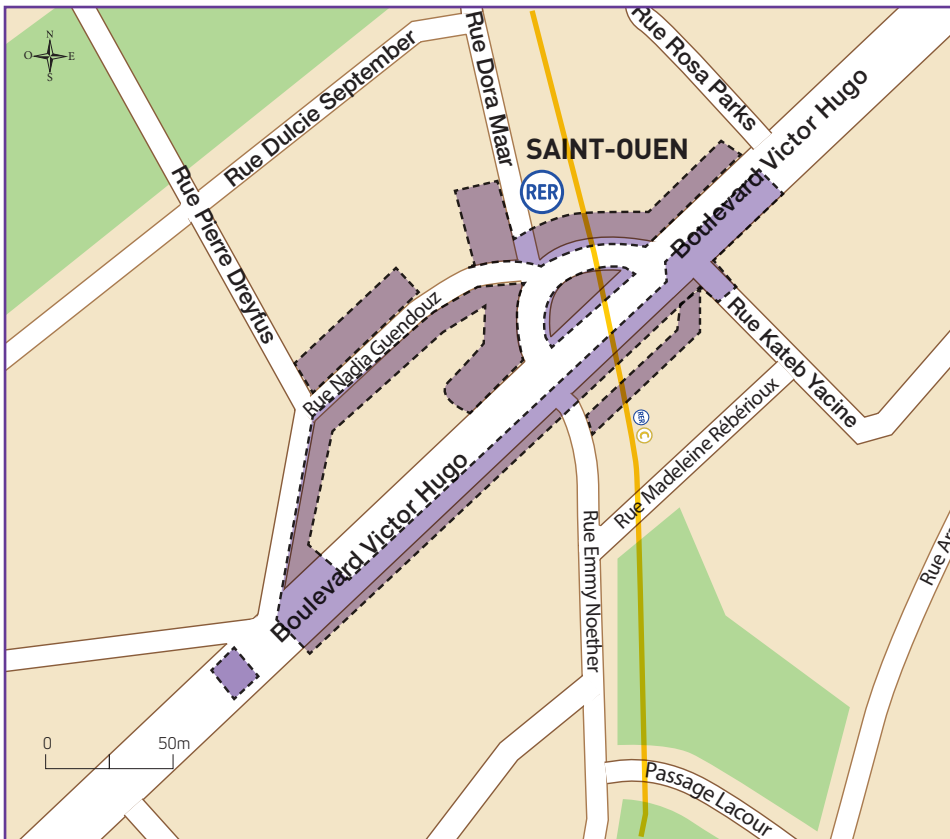 N
O E
S
Rue Dulcie September
Rue Dora Maar
Rue Rosa Parks
Boulevard Victor Hugo
SAINT-OUEN
RER
Rue Pierre Dreyfus
Rue Nadia Guendouz
Rue Kateb Yacine
RER
C
Rue Madeleine Rébérioux
Boulevard Victor Hugo
Rue Emmy Noether
0 50m
Passage Lacour